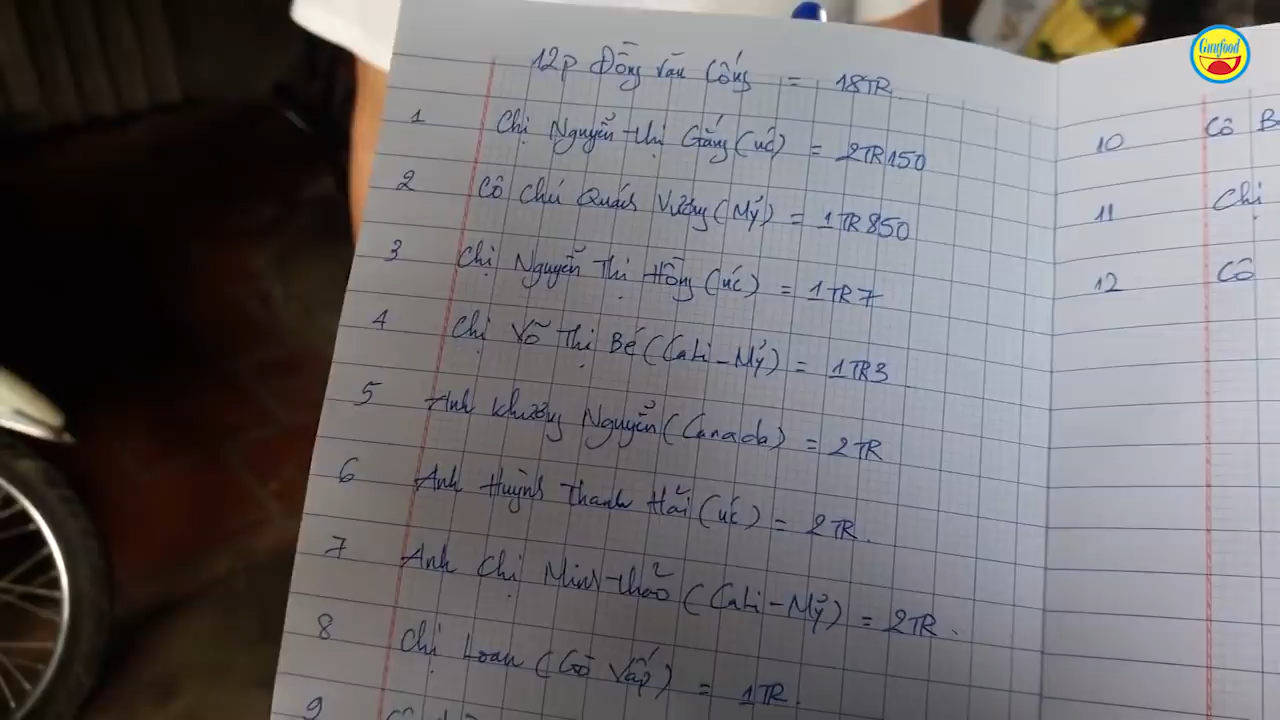 Gmfood
12P Đồng Văn Cống = 18TR
1 Chị Nguyễn Thị Gắng (Úc) = 2TR150
2 Cô Chú Quách Vương (Mỹ) = 1TR850
3 Chị Nguyễn Thị Hồng (Úc) = 1TR7
4 Chị Võ Thị Bé (Cali - Mỹ) = 1TR3
5 Anh Khương Nguyễn (Canada) = 2TR
6 Anh Huỳnh Thanh Hải (Úc) = 2TR.
7 Anh Chị Minh-Thảo (Cali - Mỹ) = 2TR.
8 Chị Loan (Gò Vấp) = 1TR.
9
10 Cô B
11 Chị
12 Cô